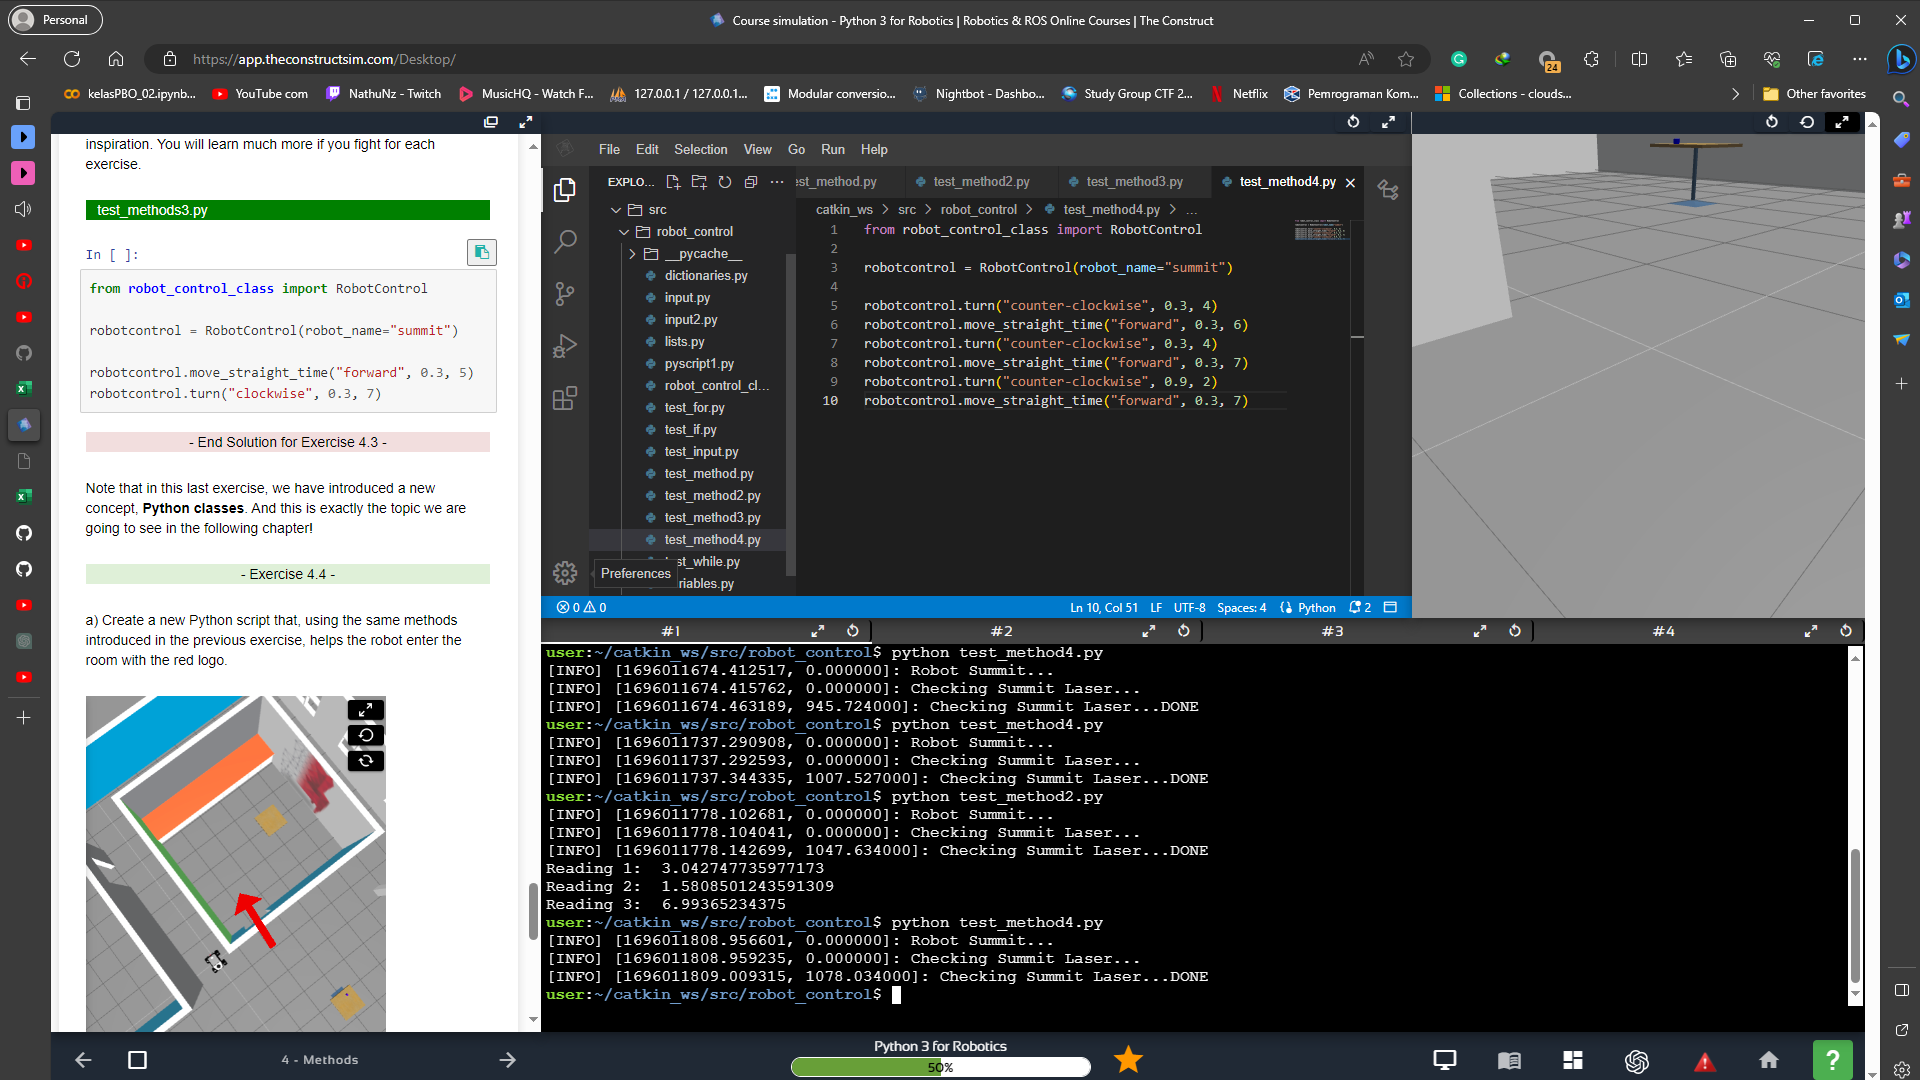 Personal
Course simulation - Python 3 for Robotics | Robotics & ROS Online Courses | The Construct
https://app.theconstructsim.com/Desktop/
24
kelasPBO_02.ipynb...
YouTube com
NathuNz - Twitch
MusicHQ - Watch F...
127.0.0.1 / 127.0.0.1...
Modular conversio...
Nightbot - Dashbo...
Study Group CTF 2...
Netflix
Pemrograman Kom...
Collections - clouds...
Other favorites
inspiration. You will learn much more if you fight for each
exercise.
test_methods3.py
In [ ]:
from robot_control_class import RobotControl
robotcontrol = RobotControl(robot_name="summit")
robotcontrol.move_straight_time("forward", 0.3, 5)
robotcontrol.turn("clockwise", 0.3, 7)
- End Solution for Exercise 4.3 -
Note that in this last exercise, we have introduced a new
concept, Python classes. And this is exactly the topic we are
going to see in the following chapter!
- Exercise 4.4 -
a) Create a new Python script that, using the same methods
introduced in the previous exercise, helps the robot enter the
room with the red logo.
File Edit Selection View Go Run Help
EXPLO...
src
robot_control
__pycache__
dictionaries.py
input.py
input2.py
lists.py
pyscript1.py
robot_control_cl...
test_for.py
test_if.py
test_input.py
test_method.py
test_method2.py
test_method3.py
test_method4.py
st_while.py
riables.py
Preferences
st_method.py
test_method2.py
test_method3.py
test_method4.py
catkin_ws > src > robot_control > test_method4.py > ...
1 from robot_control_class import RobotControl
2
3 robotcontrol = RobotControl(robot_name="summit")
4
5 robotcontrol.turn("counter-clockwise", 0.3, 4)
6 robotcontrol.move_straight_time("forward", 0.3, 6)
7 robotcontrol.turn("counter-clockwise", 0.3, 4)
8 robotcontrol.move_straight_time("forward", 0.3, 7)
9 robotcontrol.turn("counter-clockwise", 0.9, 2)
10 robotcontrol.move_straight_time("forward", 0.3, 7)
0 0
Ln 10, Col 51 LF UTF-8 Spaces: 4 Python 2
#1 #2 #3 #4
user:~/catkin_ws/src/robot_control$ python test_method4.py
[INFO] [1696011674.412517, 0.000000]: Robot Summit...
[INFO] [1696011674.415762, 0.000000]: Checking Summit Laser...
[INFO] [1696011674.463189, 945.724000]: Checking Summit Laser...DONE
user:~/catkin_ws/src/robot_control$ python test_method4.py
[INFO] [1696011737.290908, 0.000000]: Robot Summit...
[INFO] [1696011737.292593, 0.000000]: Checking Summit Laser...
[INFO] [1696011737.344335, 1007.527000]: Checking Summit Laser...DONE
user:~/catkin_ws/src/robot_control$ python test_method2.py
[INFO] [1696011778.102681, 0.000000]: Robot Summit...
[INFO] [1696011778.104041, 0.000000]: Checking Summit Laser...
[INFO] [1696011778.142699, 1047.634000]: Checking Summit Laser...DONE
Reading 1: 3.042747735977173
Reading 2: 1.5808501243591309
Reading 3: 6.99365234375
user:~/catkin_ws/src/robot_control$ python test_method4.py
[INFO] [1696011808.956601, 0.000000]: Robot Summit...
[INFO] [1696011808.959235, 0.000000]: Checking Summit Laser...
[INFO] [1696011809.009315, 1078.034000]: Checking Summit Laser...DONE
user:~/catkin_ws/src/robot_control$
4 - Methods
Python 3 for Robotics
50%
?